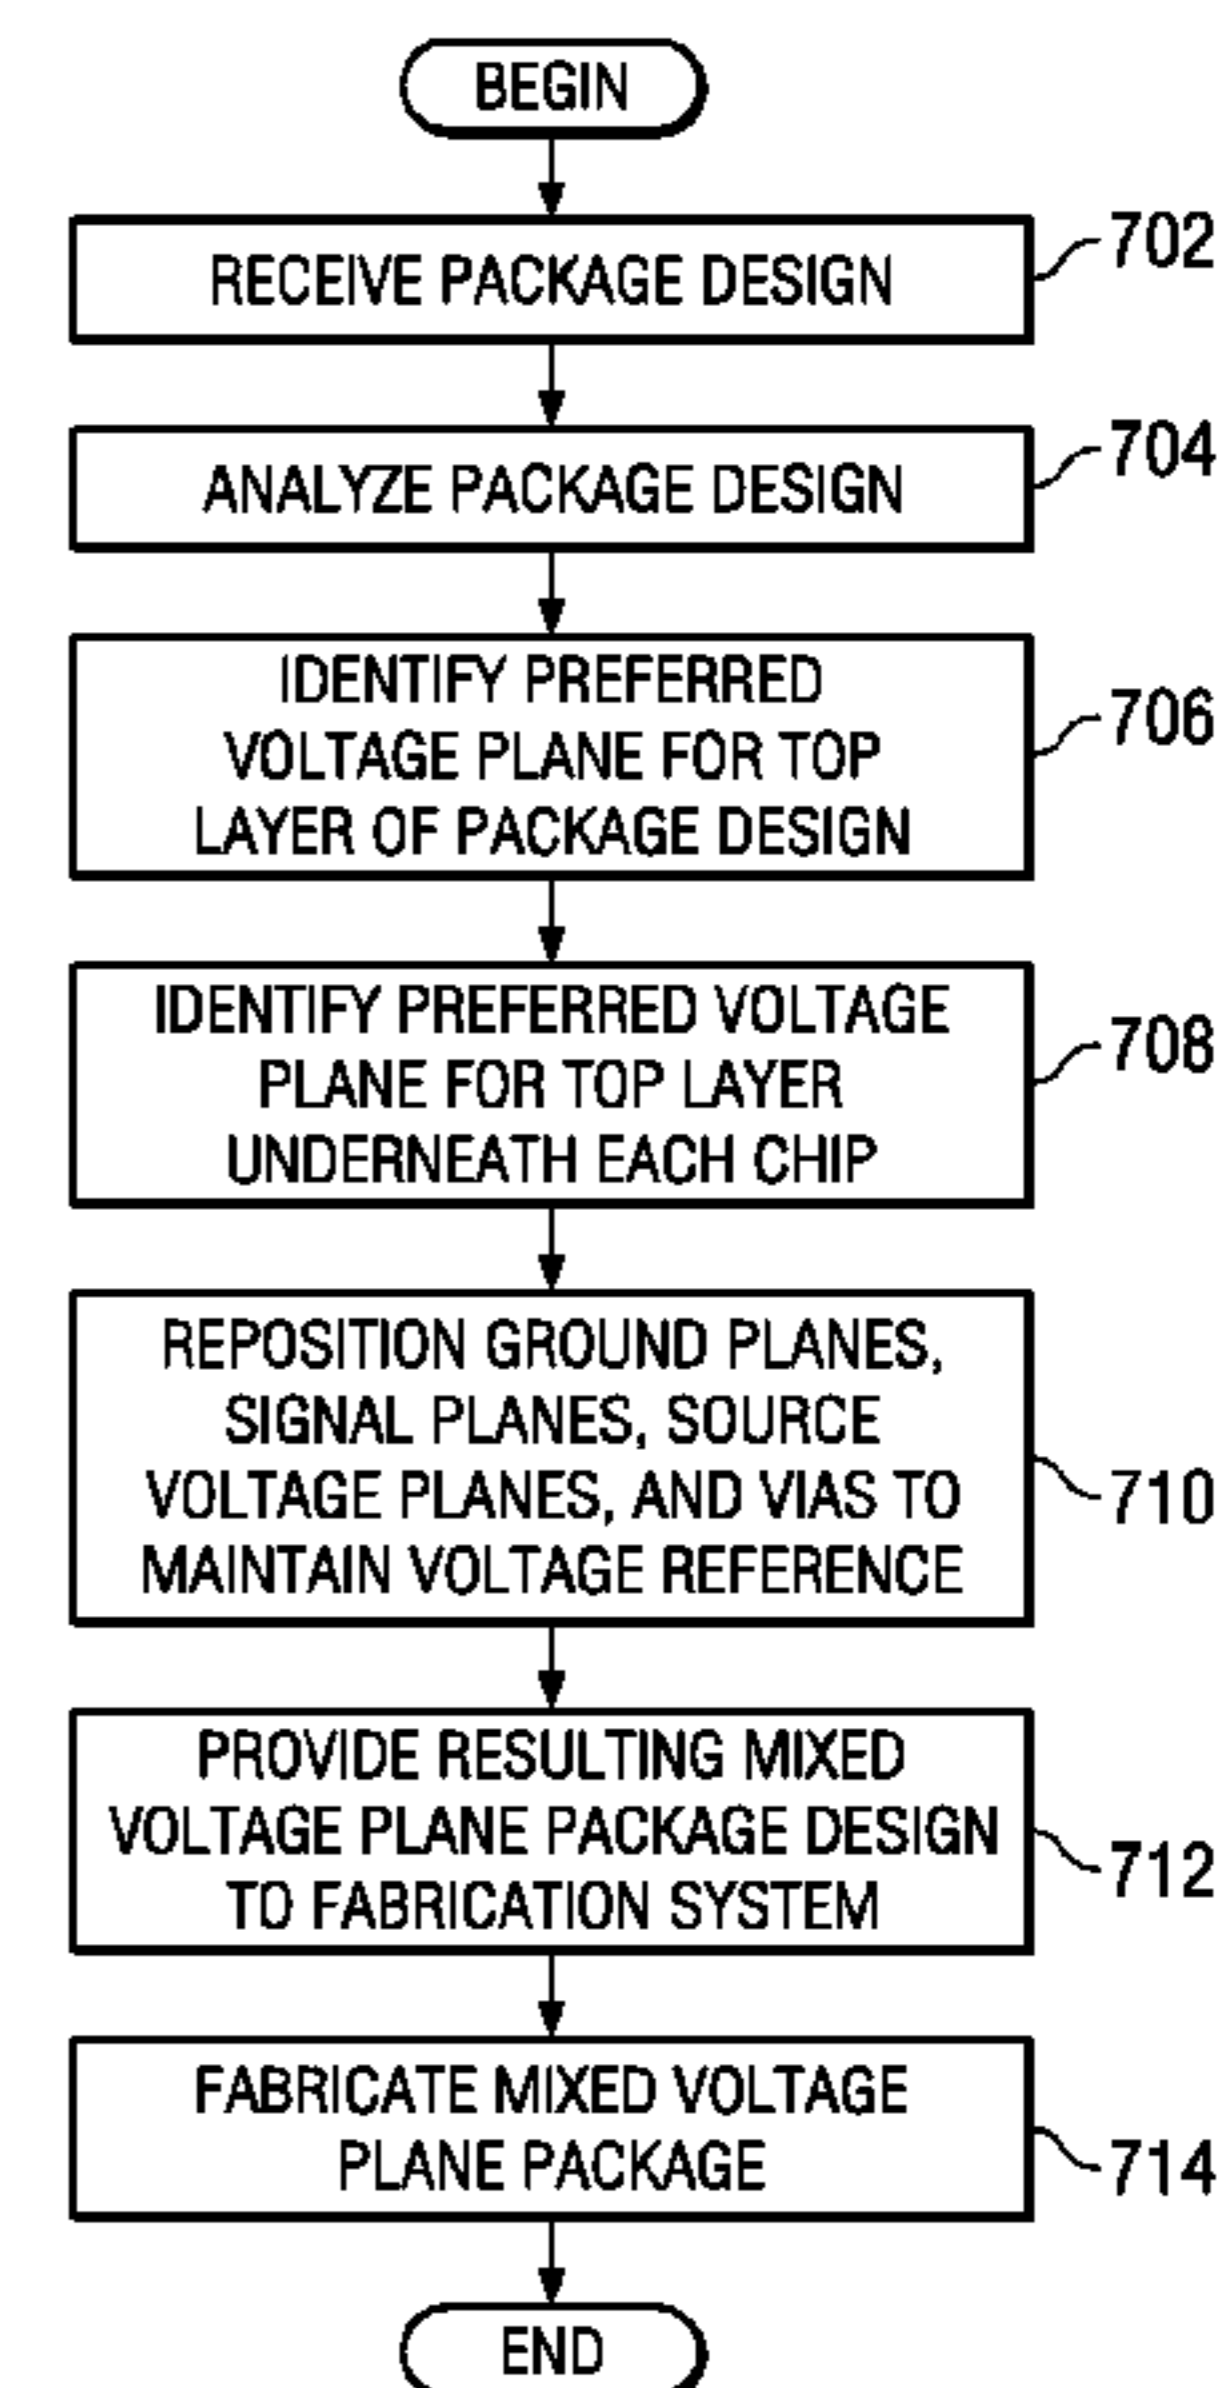 BEGIN
RECEIVE PACKAGE DESIGN
702
ANALYZE PACKAGE DESIGN
704
IDENTIFY PREFERRED
VOLTAGE PLANE FOR TOP
LAYER OF PACKAGE DESIGN
706
IDENTIFY PREFERRED VOLTAGE
PLANE FOR TOP LAYER
UNDERNEATH EACH CHIP
708
REPOSITION GROUND PLANES,
SIGNAL PLANES, SOURCE
VOLTAGE PLANES, AND VIAS TO
MAINTAIN VOLTAGE REFERENCE
710
PROVIDE RESULTING MIXED
VOLTAGE PLANE PACKAGE DESIGN
TO FABRICATION SYSTEM
712
FABRICATE MIXED VOLTAGE
PLANE PACKAGE
714
END